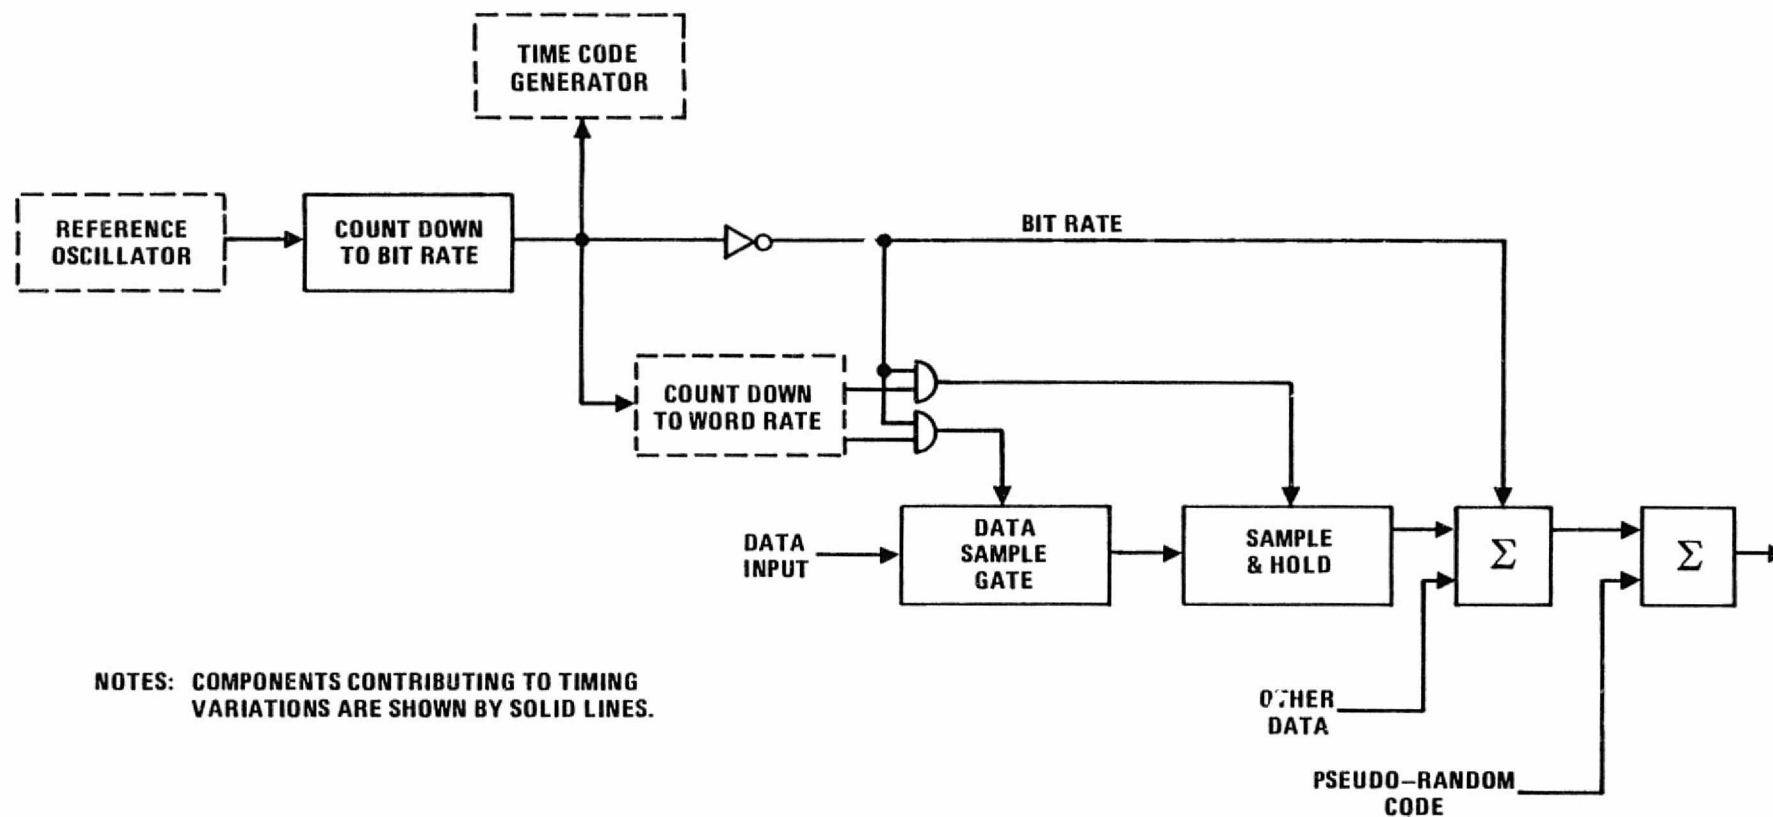 TIME CODE
GENERATOR
REFERENCE
OSCILLATOR
COUNT DOWN
TO BIT RATE
BIT RATE
COUNT DOWN
TO WORD RATE
DATA
INPUT
DATA
SAMPLE
GATE
SAMPLE
& HOLD
Σ
Σ
NOTES: COMPONENTS CONTRIBUTING TO TIMING
VARIATIONS ARE SHOWN BY SOLID LINES.
OTHER
DATA
PSEUDO-RANDOM
CODE